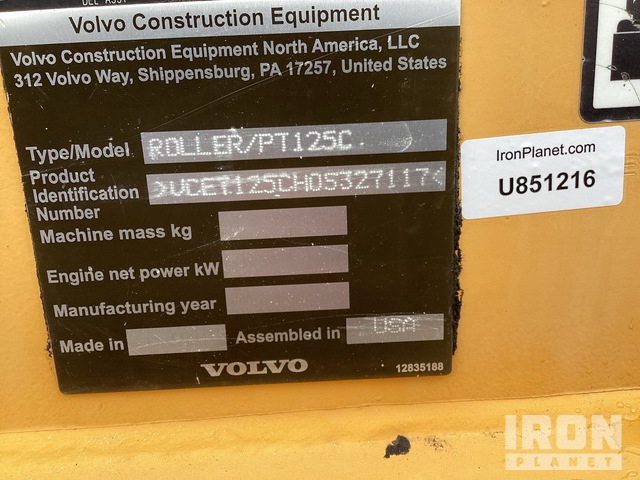 Volvo Construction Equipment
Volvo Construction Equipment North America, LLC
312 Volvo Way, Shippensburg, PA 17257, United States
Type/Model ROLLER/PT125C
Product
Identification >VCET125CH0S327117<
Number
Machine mass kg
Engine net power kW
Manufacturing year
Made in Assembled in USA
VOLVO 12835188
IronPlanet.com
U851216
IRON
PLANET